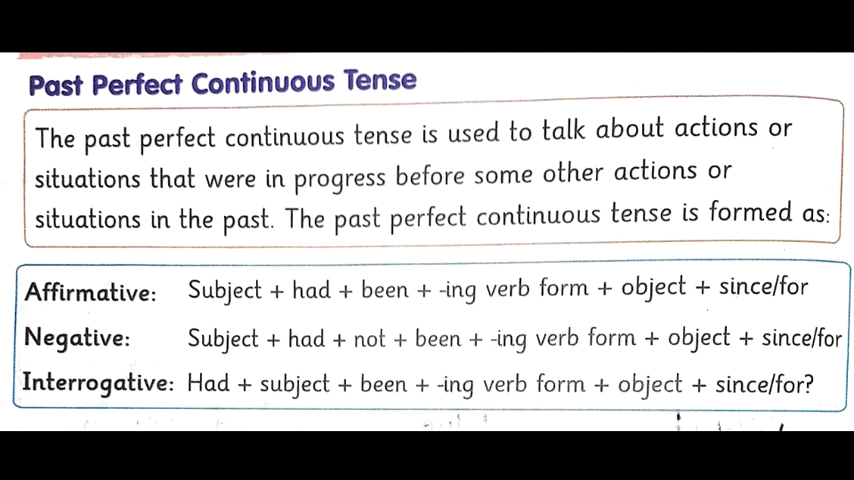 Past Perfect Continuous Tense
The past perfect continuous tense is used to talk about actions or
situations that were in progress before some other actions or
situations in the past. The past perfect continuous tense is formed as:
Affirmative: Subject + had + been + -ing verb form + object + since/for
Negative: Subject + had + not + been + -ing verb form + object + since/for
Interrogative: Had + subject + been + -ing verb form + object + since/for?